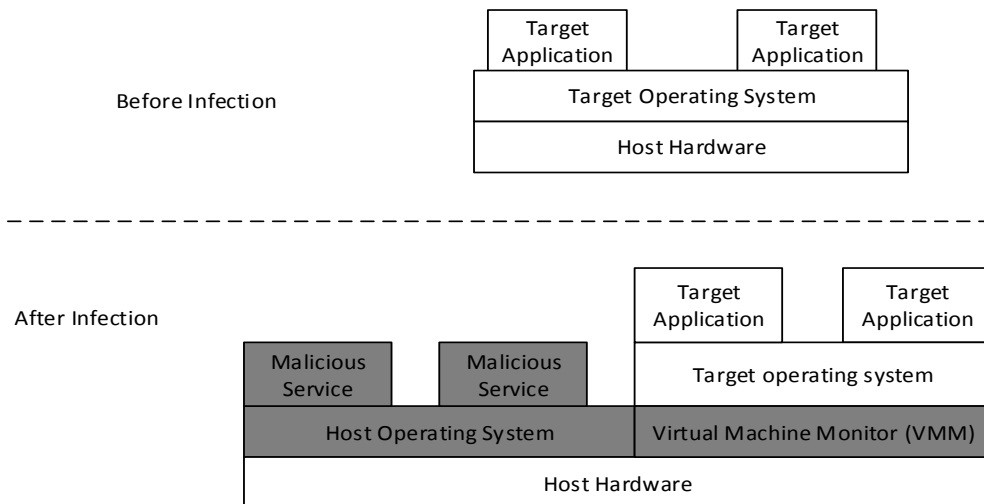 Target
Application
Target
Application
Before Infection
Target Operating System
Host Hardware
After Infection
Target
Application
Target
Application
Malicious
Service
Malicious
Service
Target operating system
Host Operating System
Virtual Machine Monitor (VMM)
Host Hardware